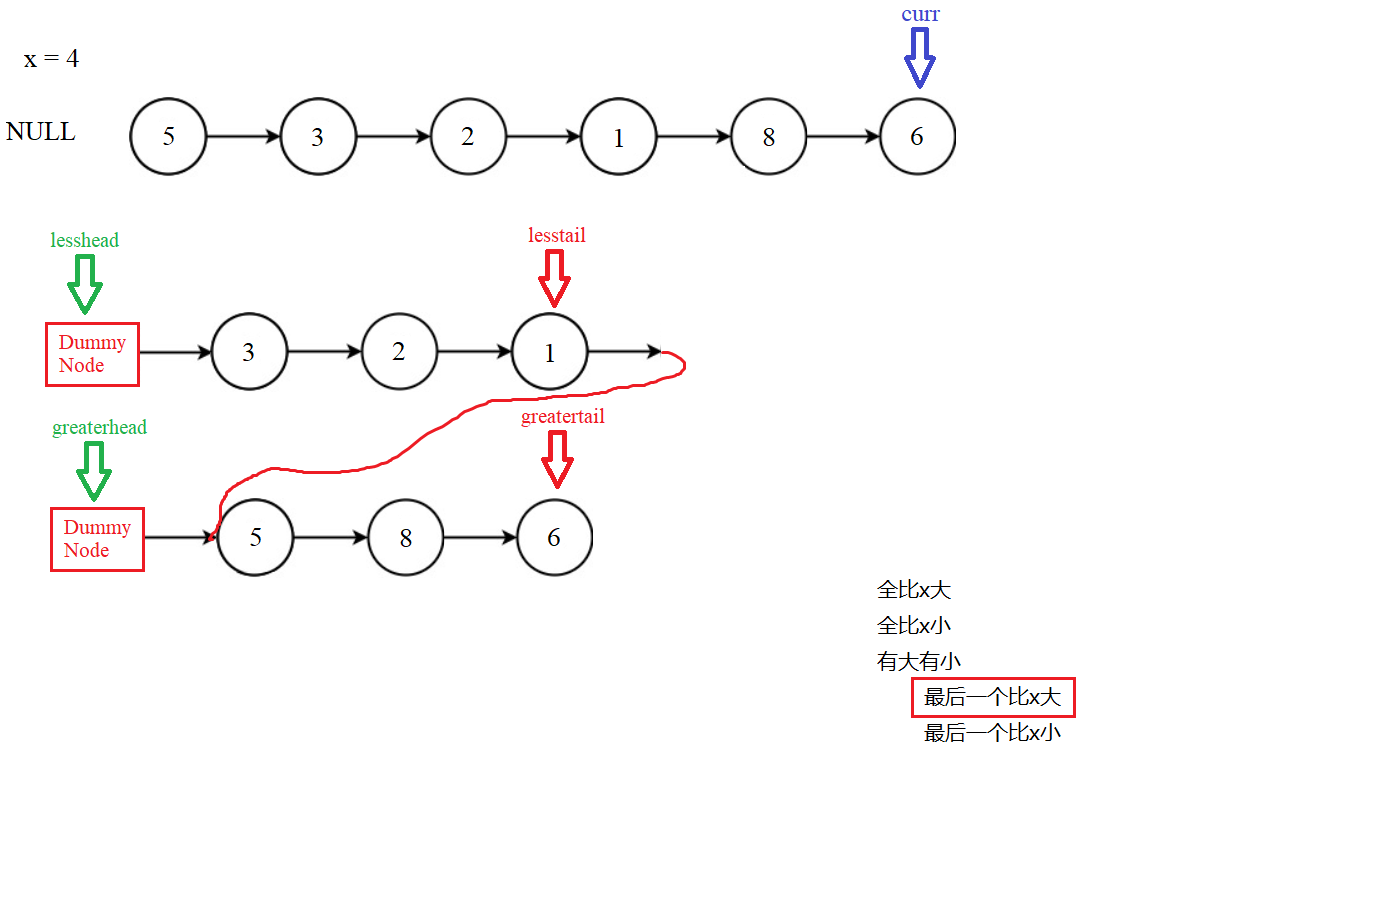 curr
x = 4
NULL
5
3
2
1
8
6
lesshead
lesstail
Dummy
Node
3
2
1
greaterhead
greatertail
Dummy
Node
5
8
6
全比x大
全比x小
有大有小
最后一个比x大
最后一个比x小